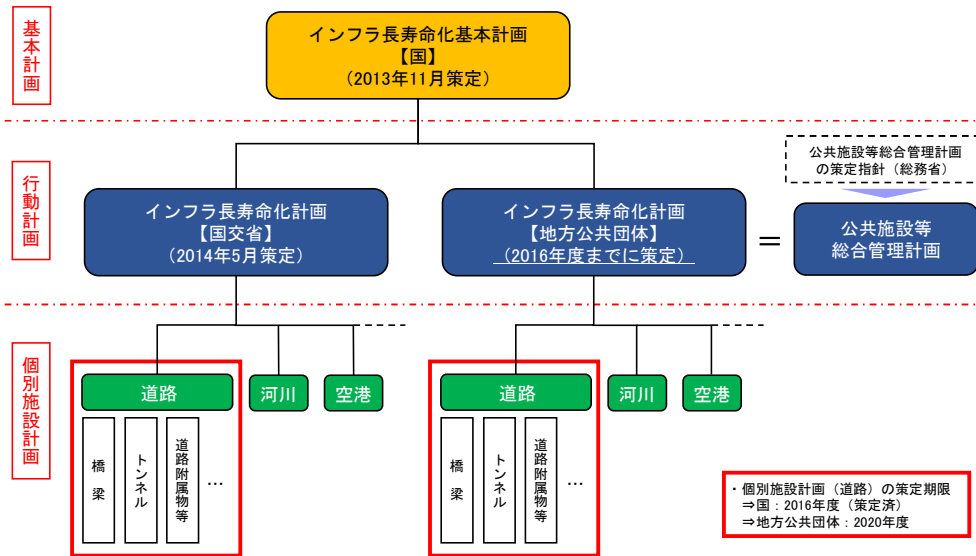 基本計画
インフラ長寿命化基本計画
【国】
（2013年11月策定）
行動計画
インフラ長寿命化計画
【国交省】
（2014年5月策定）
インフラ長寿命化計画
【地方公共団体】
（2016年度までに策定）
＝
公共施設等総合管理計画
の策定指針（総務省）
公共施設等
総合管理計画
個別施設計画
道路
河川
空港
橋梁
トンネル
道路附属物等
…
道路
河川
空港
橋梁
トンネル
道路附属物等
…
・個別施設計画（道路）の策定期限
⇒国：2016年度（策定済）
⇒地方公共団体：2020年度